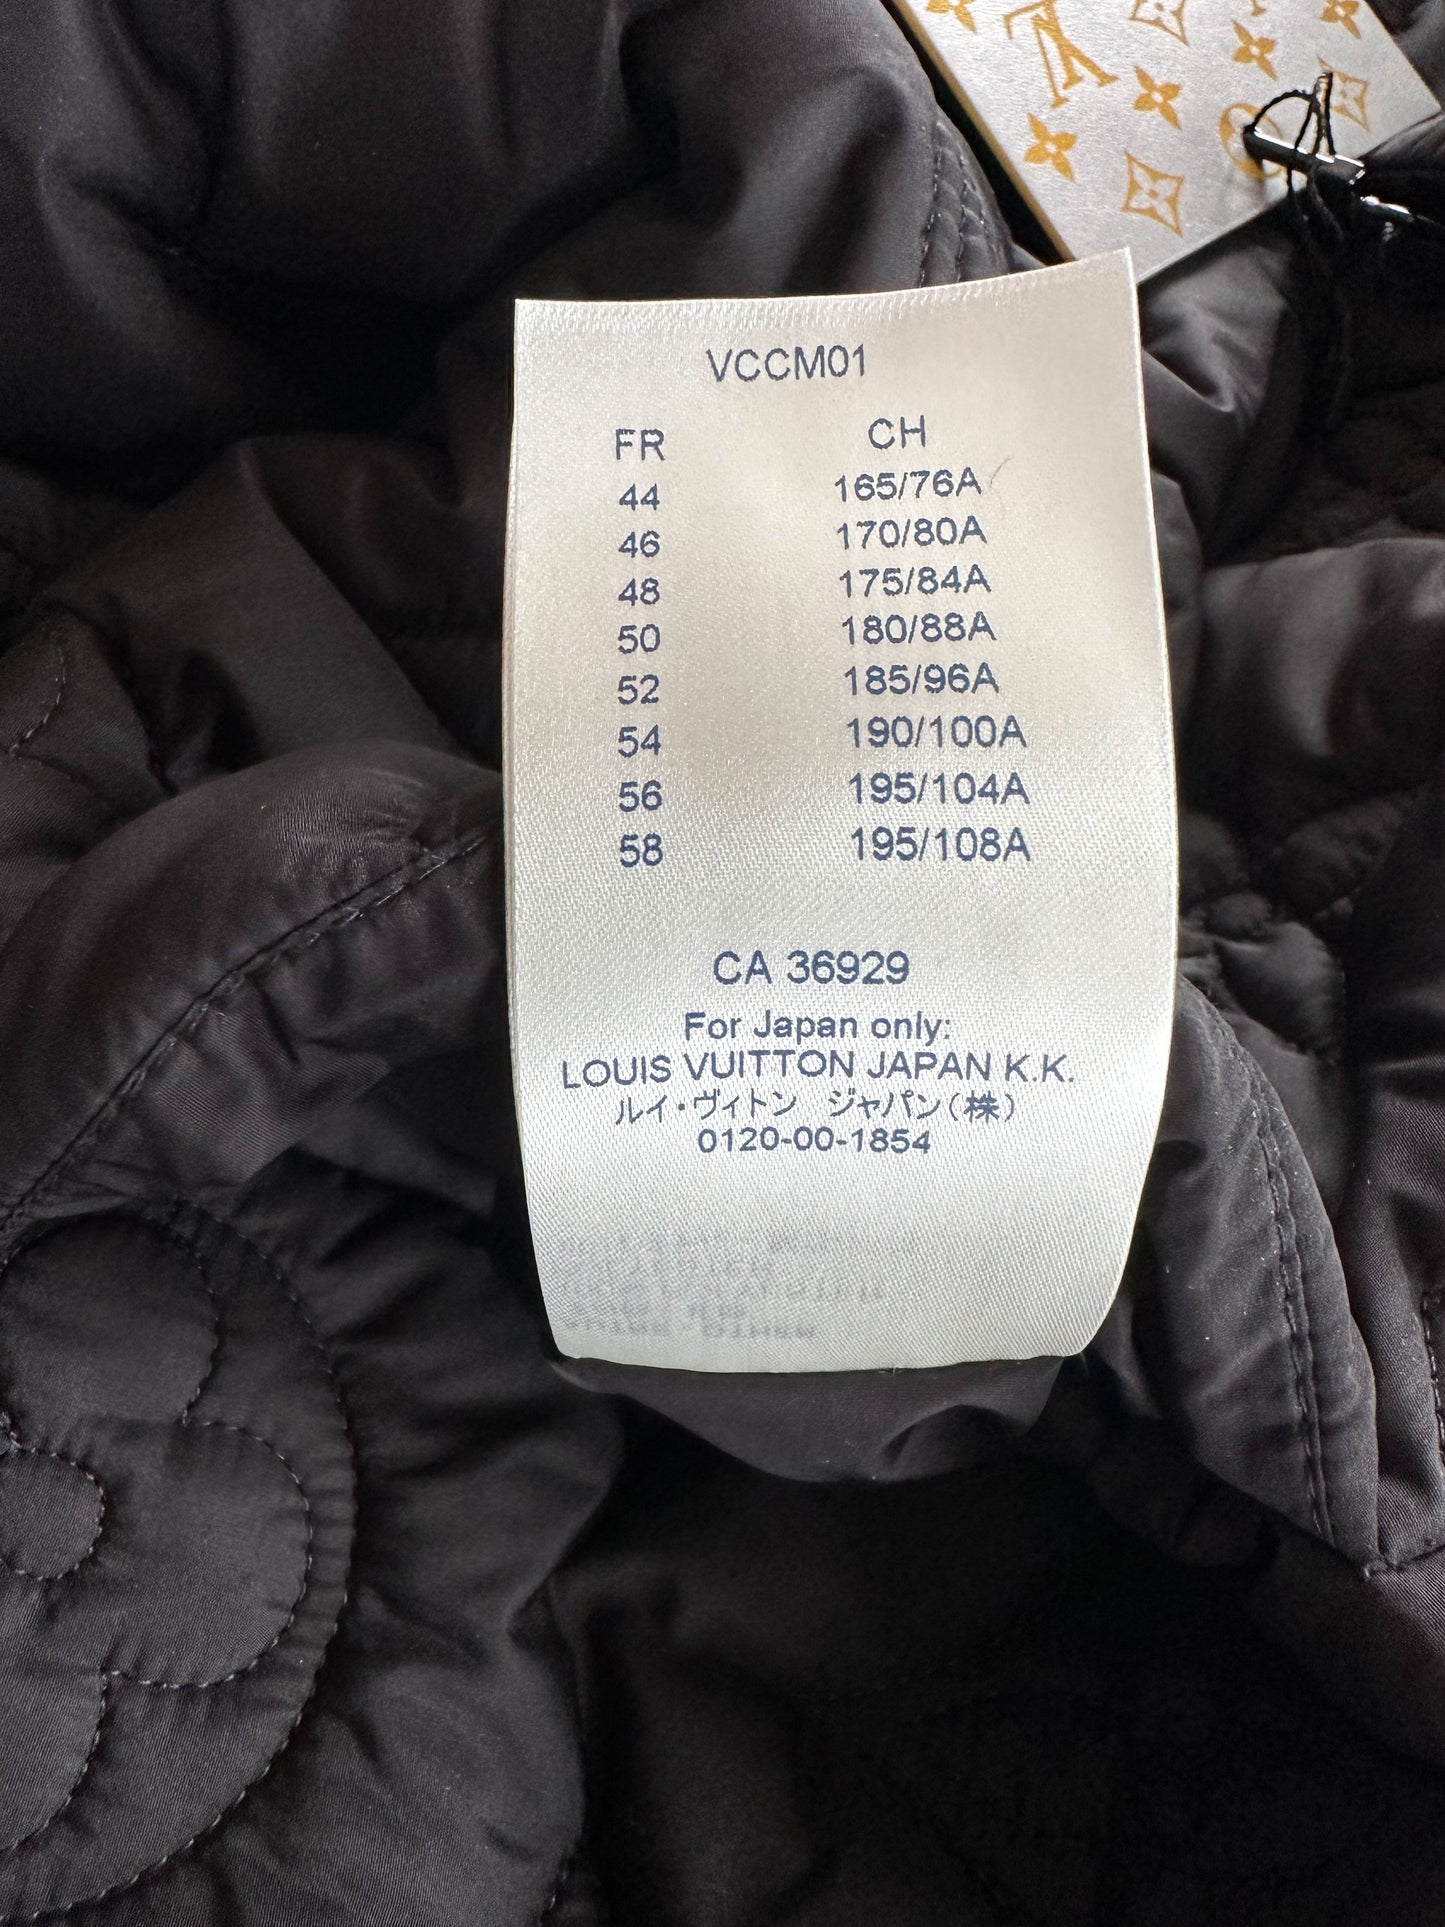 VCCM01
FR CH
44 165/76A
46 170/80A
48 175/84A
50 180/88A
52 185/96A
54 190/100A
56 195/104A
58 195/108A
CA 36929
For Japan only:
LOUIS VUITTON JAPAN K.K.
ルイ・ヴィトン ジャパン(株)
0120-00-1854